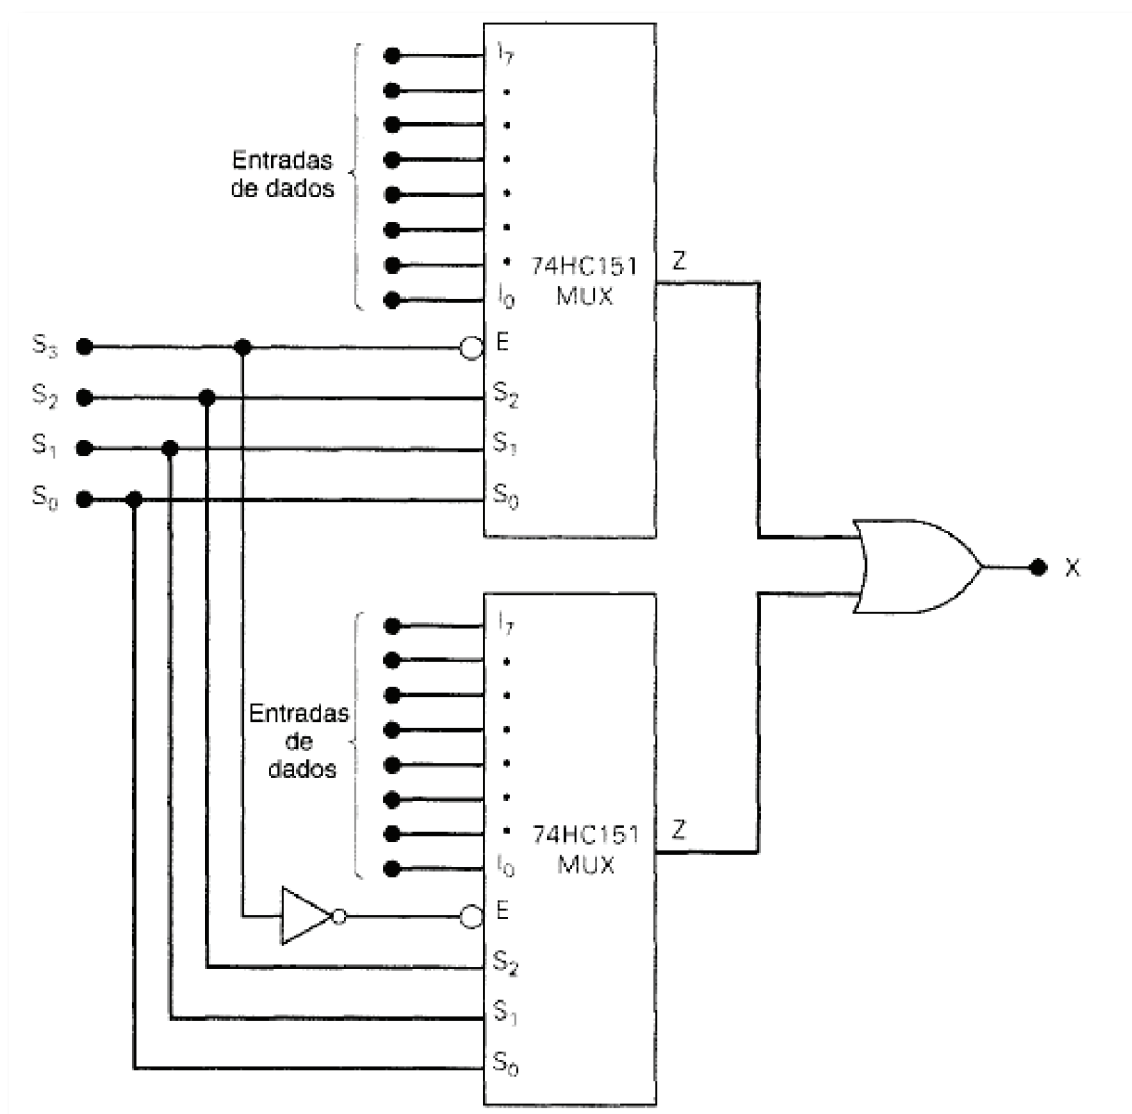 I7
Entradas
de dados
74HC151
MUX
Z
I0
S3
E
S2
S2
S1
S1
S0
S0
X
I7
Entradas
de
dados
74HC151
MUX
Z
I0
E
S2
S1
S0